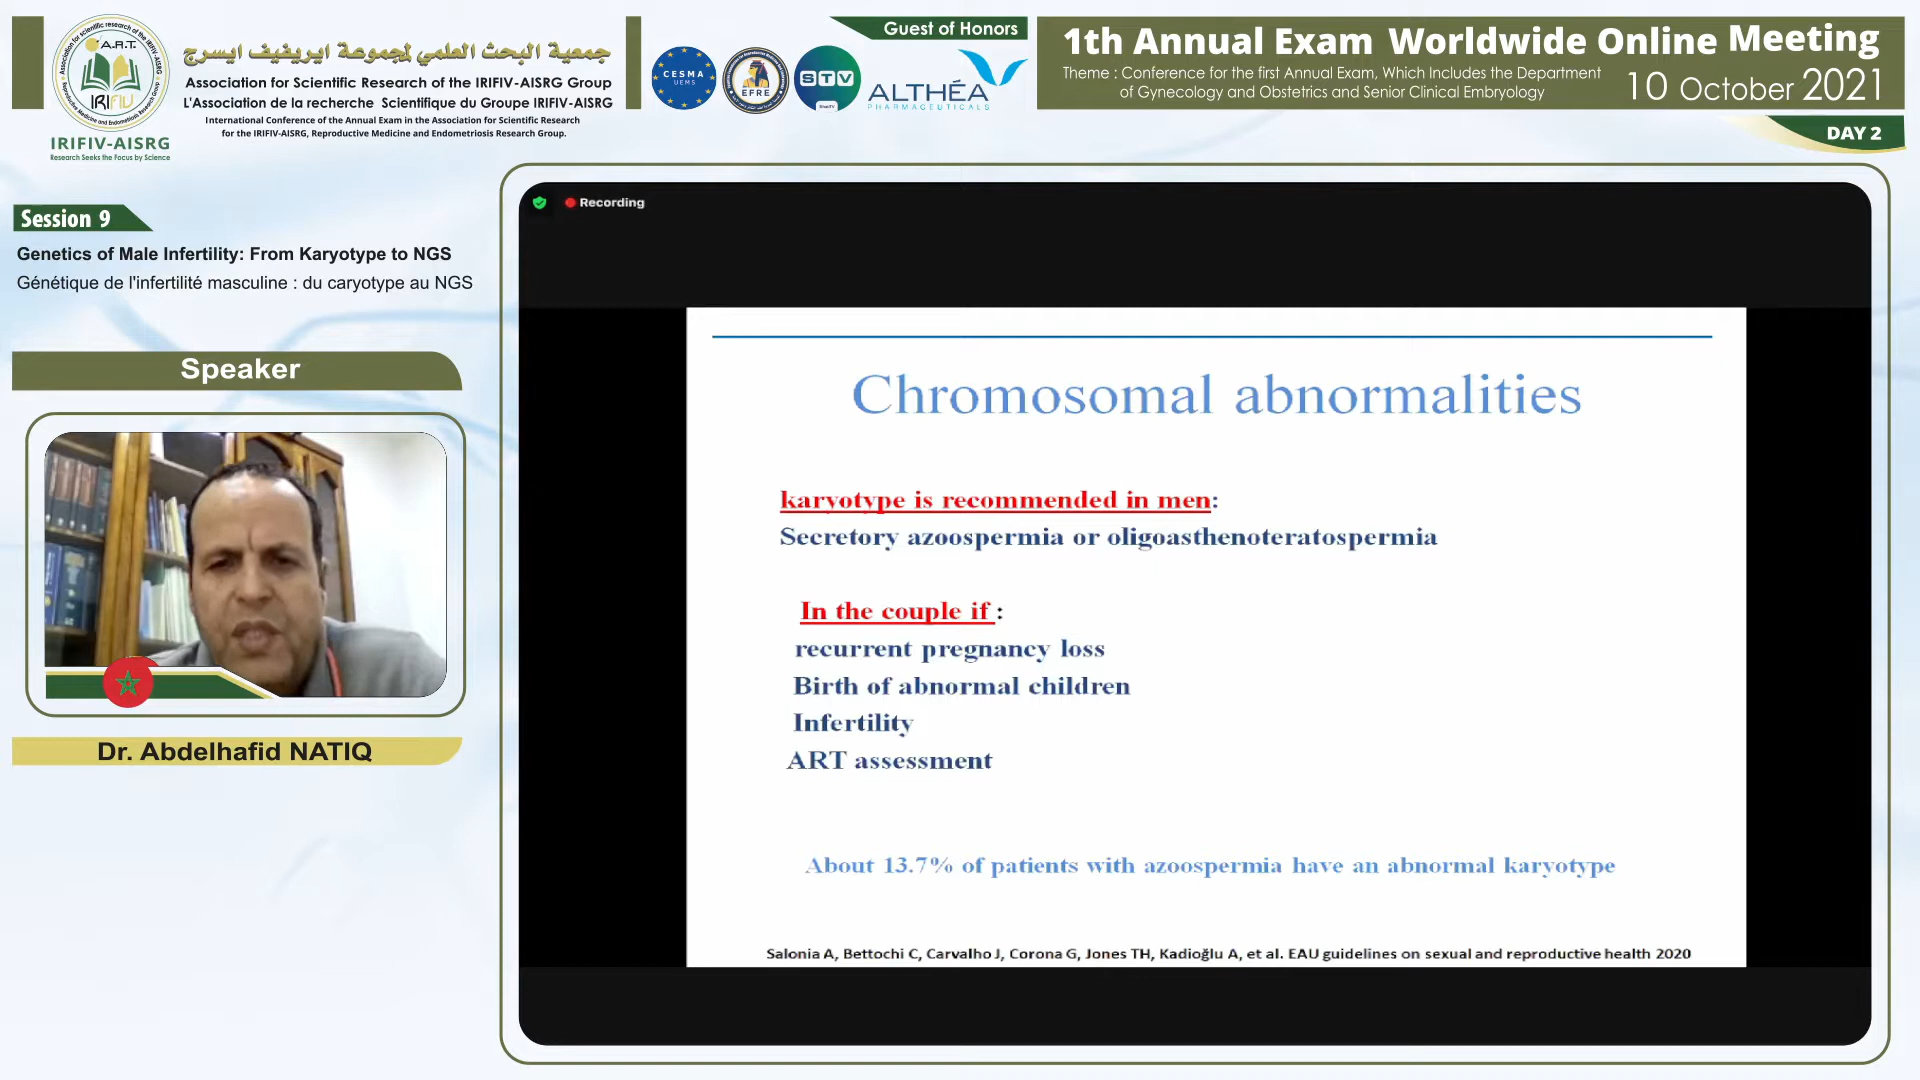 A.R.T.
IRIFIV
IRIFIV-AISRG
Research Seeks the Focus by Science
جمعية البحث العلمي لمجموعة ايريفيف ايسرج
Association for Scientific Research of the IRIFIV-AISRG Group
L'Association de la recherche Scientifique du Groupe IRIFIV-AISRG
International Conference of the Annual Exam in the Association for Scientific Research
for the IRIFIV-AISRG, Reproductive Medicine and Endometriosis Research Group.
Guest of Honors
CESMA
UEMS
EFRE
STV
ALTHÉA
PHARMACEUTICALS
1th Annual Exam Worldwide Online Meeting
Theme : Conference for the first Annual Exam, Which Includes the Department
of Gynecology and Obstetrics and Senior Clinical Embryology
10 October 2021
DAY 2
Session 9
Genetics of Male Infertility: From Karyotype to NGS
Génétique de l'infertilité masculine : du caryotype au NGS
Speaker
Dr. Abdelhafid NATIQ
Recording
Chromosomal abnormalities
karyotype is recommended in men:
Secretory azoospermia or oligoasthenoteratospermia
In the couple if :
recurrent pregnancy loss
Birth of abnormal children
Infertility
ART assessment
About 13.7% of patients with azoospermia have an abnormal karyotype
Salonia A, Bettochi C, Carvalho J, Corona G, Jones TH, Kadioğlu A, et al. EAU guidelines on sexual and reproductive health 2020